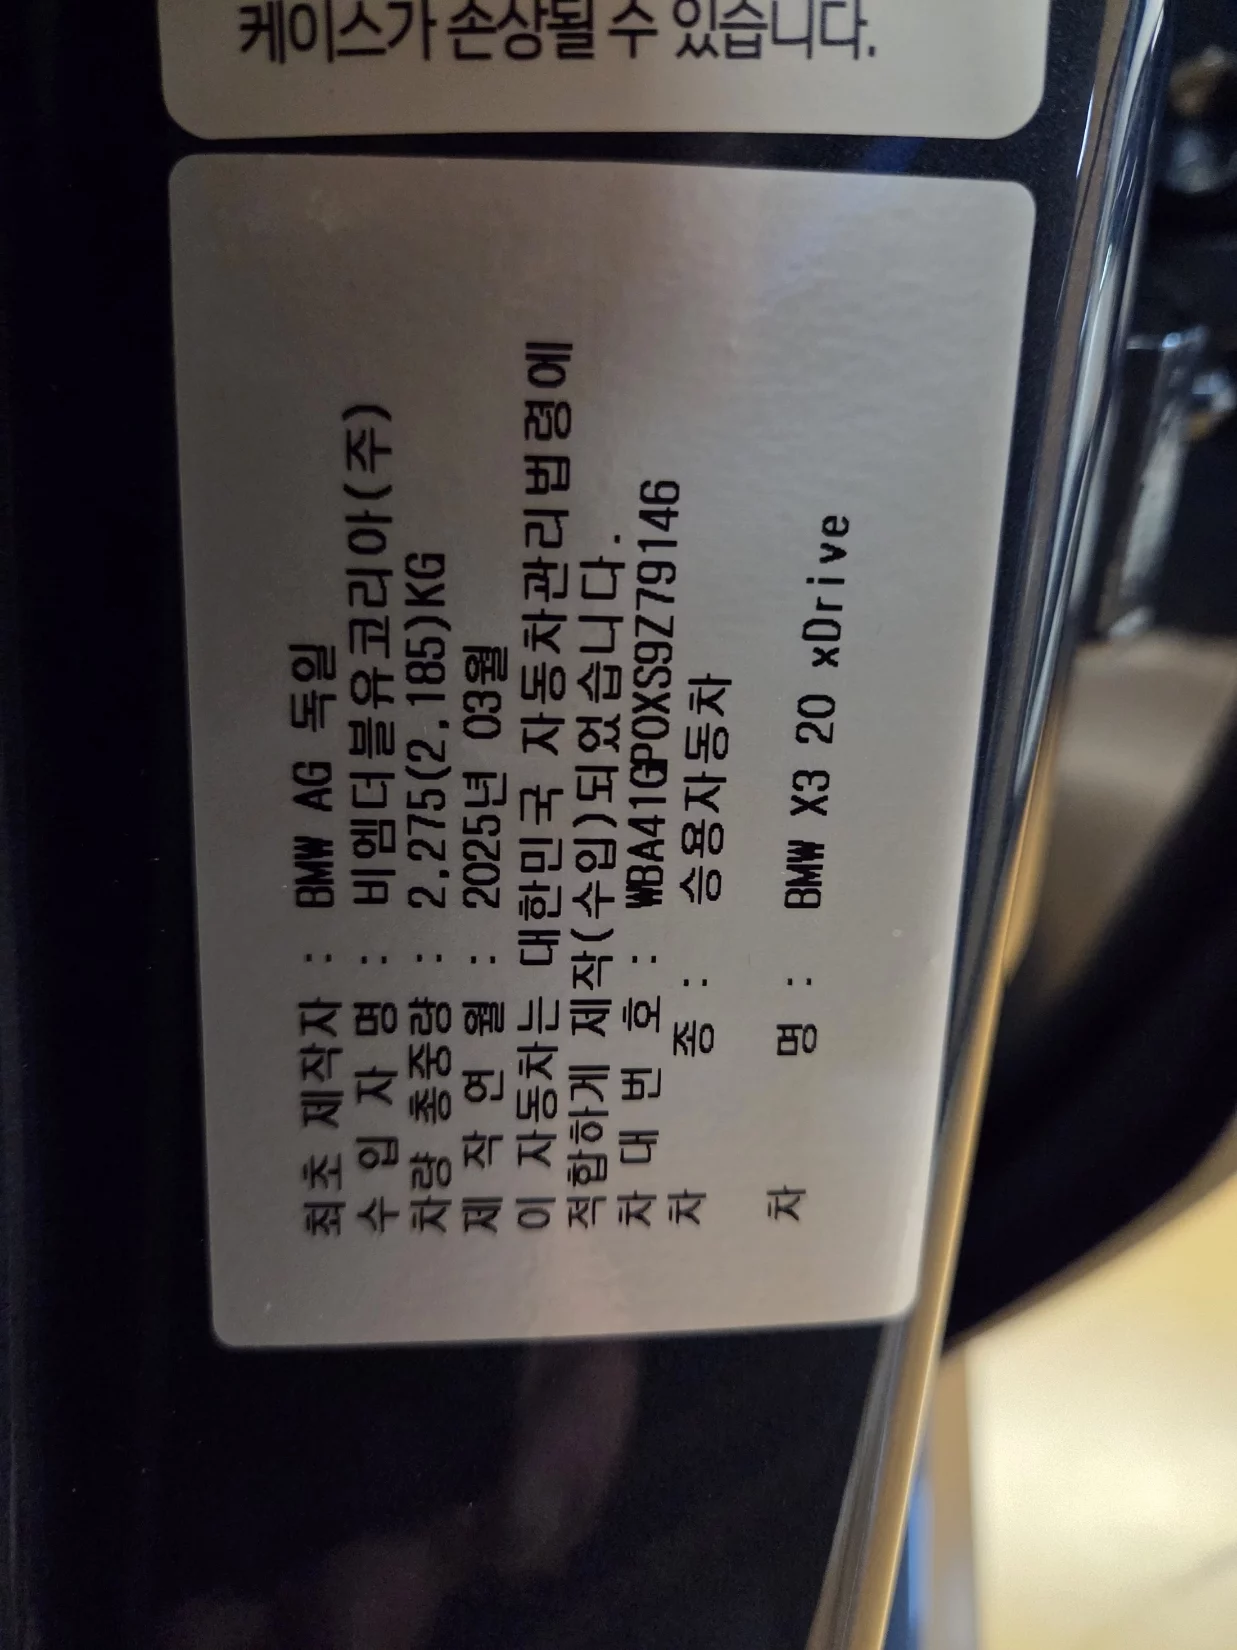 케이스가 손상될 수 있습니다.
최초 제작자 : BMW AG 독일
수 입 자 명 : 비엠더블유코리아(주)
차량 총중량 : 2,275(2,185)KG
제 작 연 월 : 2025년 03월
이 자동차는 대한민국 자동차관리법령에
적합하게 제작(수입)되었습니다.
차 대 번 호 : WBA41GP0XS9Z79146
차 종 : 승용자동차
차 명 : BMW X3 20 xDrive